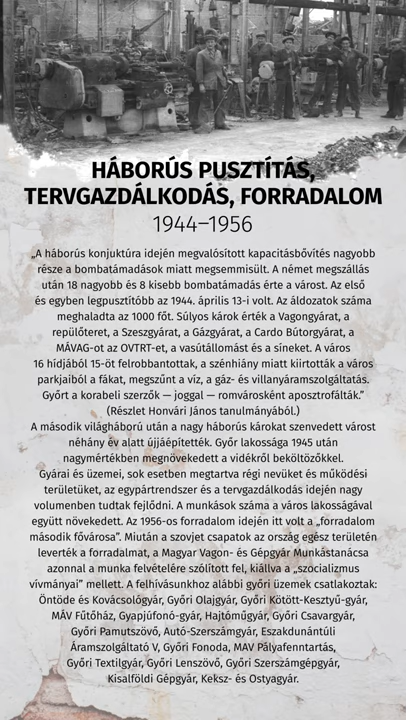 HÁBORÚS PUSZTÍTÁS,
TERVGAZDÁLKODÁS, FORRADALOM
1944–1956
„A háborús konjuktúra idején megvalósított kapacitásbővítés nagyobb
része a bombatámadások miatt megsemmisült. A német megszállás
után 18 nagyobb és 8 kisebb bombatámadás érte a várost. Az első
és egyben legpusztítóbb az 1944. április 13-i volt. Az áldozatok száma
meghaladta az 1000 főt. Súlyos károk érték a Vagongyárat, a
repülőteret, a Szeszgyárat, a Gázgyárat, a Cardo Bútorgyárat, a
MÁVAG-ot az OVTRT-et, a vasútállomást és a síneket. A város
16 hídjából 15-öt felrobbantottak, a szénhiány miatt kiirtották a város
parkjaiból a fákat, megszűnt a víz, a gáz- és villanyáramszolgáltatás.
Győrt a korabeli szerzők — joggal — romvárosként aposztrofálták.”
(Részlet Honvári János tanulmányából.)
A második világháború után a nagy háborús károkat szenvedett várost
néhány év alatt újjáépítették. Győr lakossága 1945 után
nagymértékben megnövekedett a vidékről beköltözőkkel.
Gyárai és üzemei, sok esetben megtartva régi nevüket és működési
területüket, az egypártrendszer és a tervgazdálkodás idején nagy
volumenben tudtak fejlődni. A munkások száma a város lakosságával
együtt növekedett. Az 1956-os forradalom idején itt volt a „forradalom
második fővárosa”. Miután a szovjet csapatok az ország egész területén
leverték a forradalmat, a Magyar Vagon- és Gépgyár Munkástanácsa
azonnal a munka felvételére szólított fel, kiállva a „szocializmus
vívmányai” mellett. A felhívásunkhoz alábbi győri üzemek csatlakoztak:
Öntöde és Kovácsológyár, Győri Olajgyár, Győri Kötött-Kesztyű-gyár,
MÁV Fűtőház, Gyapjúfonó-gyár, Hajtóműgyár, Győri Csavargyár,
Győri Pamutszövő, Autó-Szerszámgyár, Eszakdunántúli
Áramszolgáltató V, Győri Fonoda, MAV Pályafenntartás,
Győri Textilgyár, Győri Lenszövő, Győri Szerszámgépgyár,
Kisalföldi Gépgyár, Keksz- és Ostyagyár.